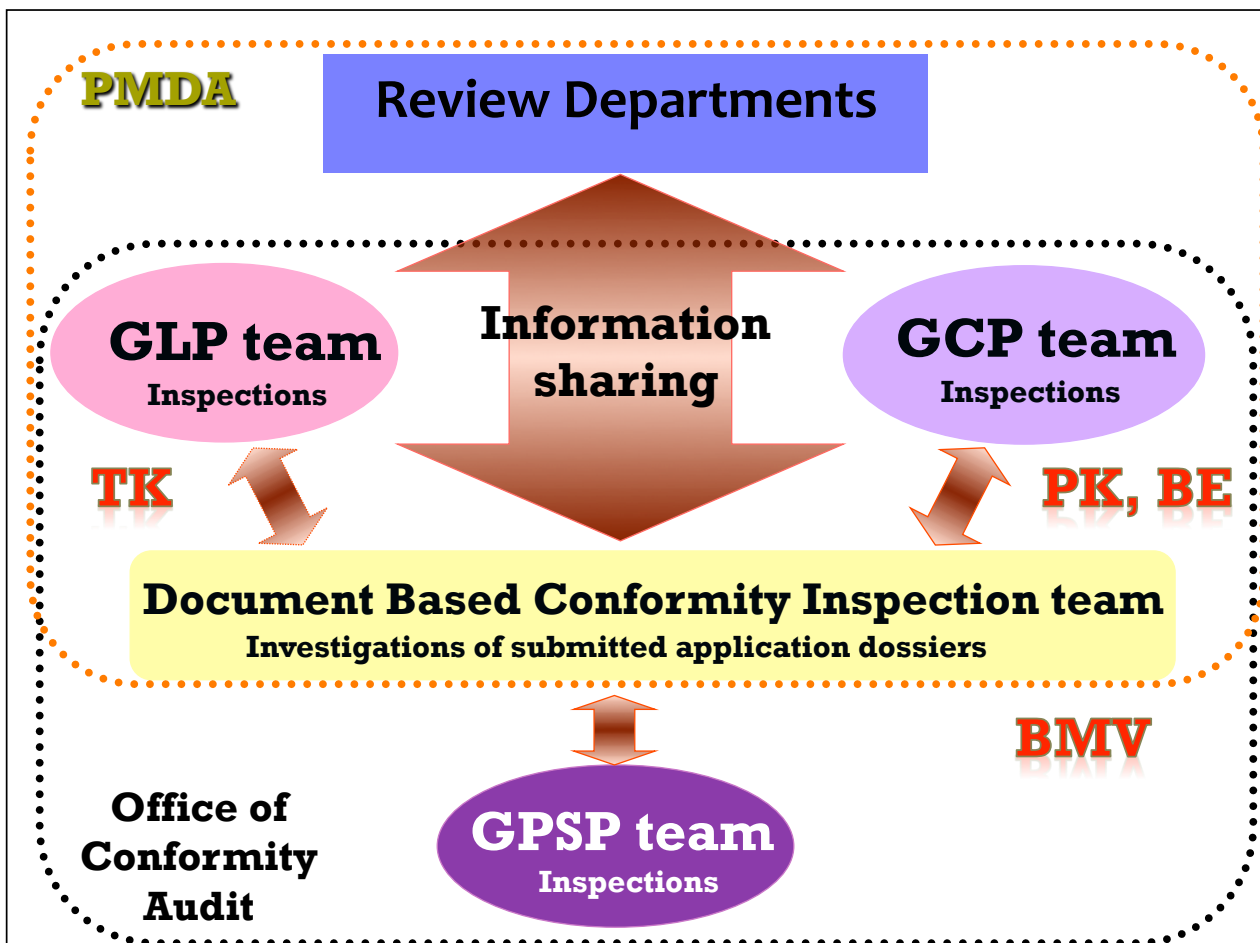 PMDA
Review Departments
GLP team
Inspections
Information
sharing
GCP team
Inspections
TK
PK, BE
Document Based Conformity Inspection team
Investigations of submitted application dossiers
BMV
Office of
Conformity
Audit
GPSP team
Inspections